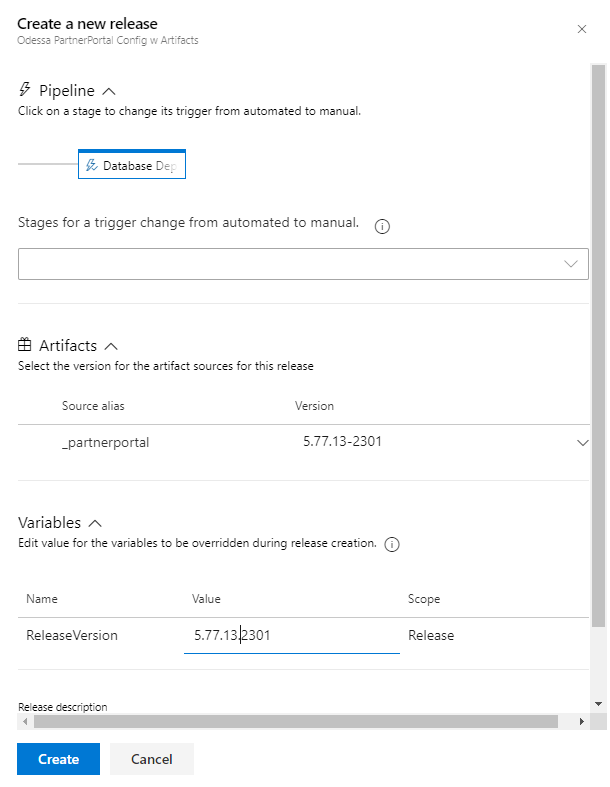 Create a new release
Odessa PartnerPortal Config w Artifacts
Pipeline
Click on a stage to change its trigger from automated to manual.
Database Dep
Stages for a trigger change from automated to manual.
Artifacts
Select the version for the artifact sources for this release
Source alias Version
_partnerportal 5.77.13-2301
Variables
Edit value for the variables to be overridden during release creation.
Name Value Scope
ReleaseVersion 5.77.13.2301 Release
Release description
Create Cancel